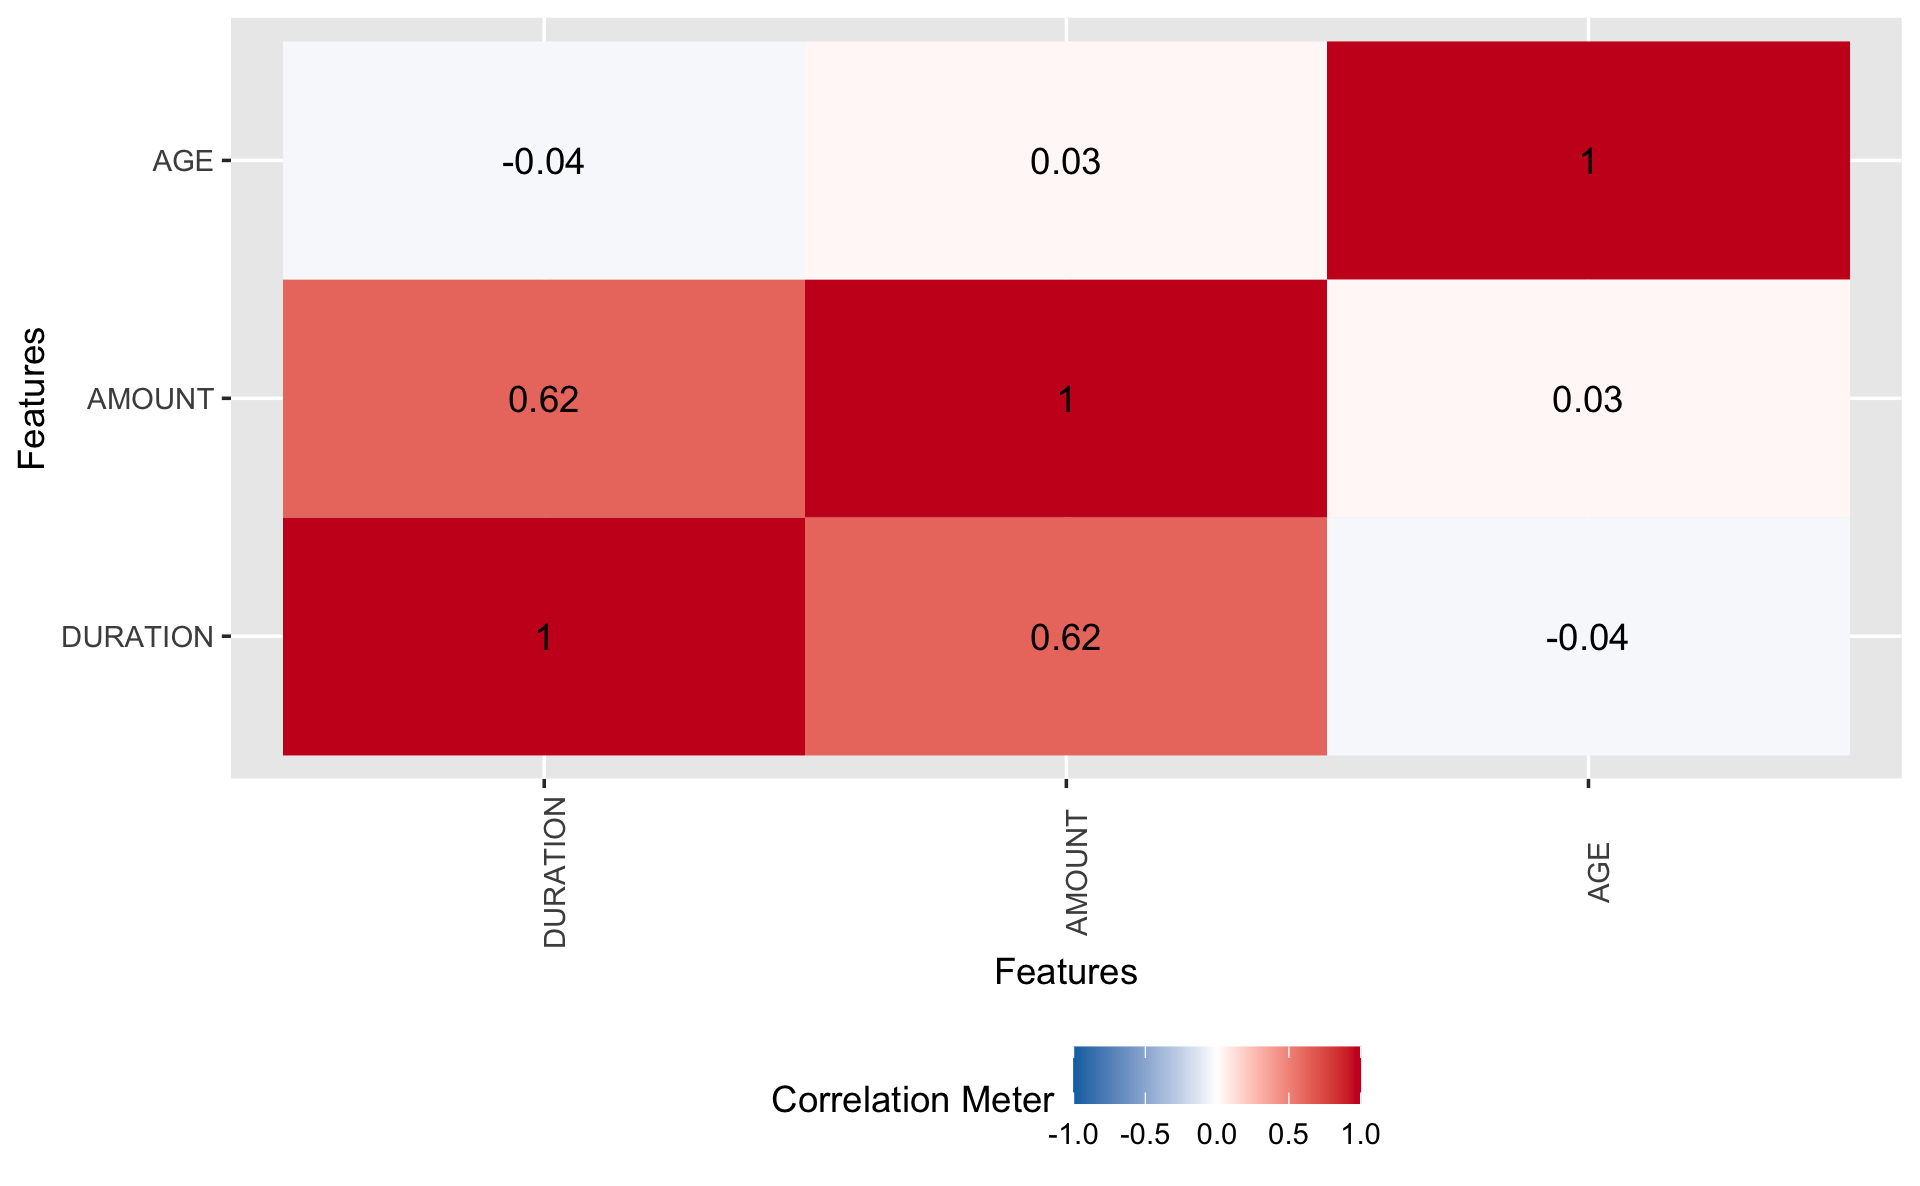 Features
AGE
-0.04
0.03
1
AMOUNT
0.62
1
0.03
DURATION
1
0.62
-0.04
DURATION
AMOUNT
AGE
Features
Correlation Meter
-1.0 -0.5 0.0 0.5 1.0